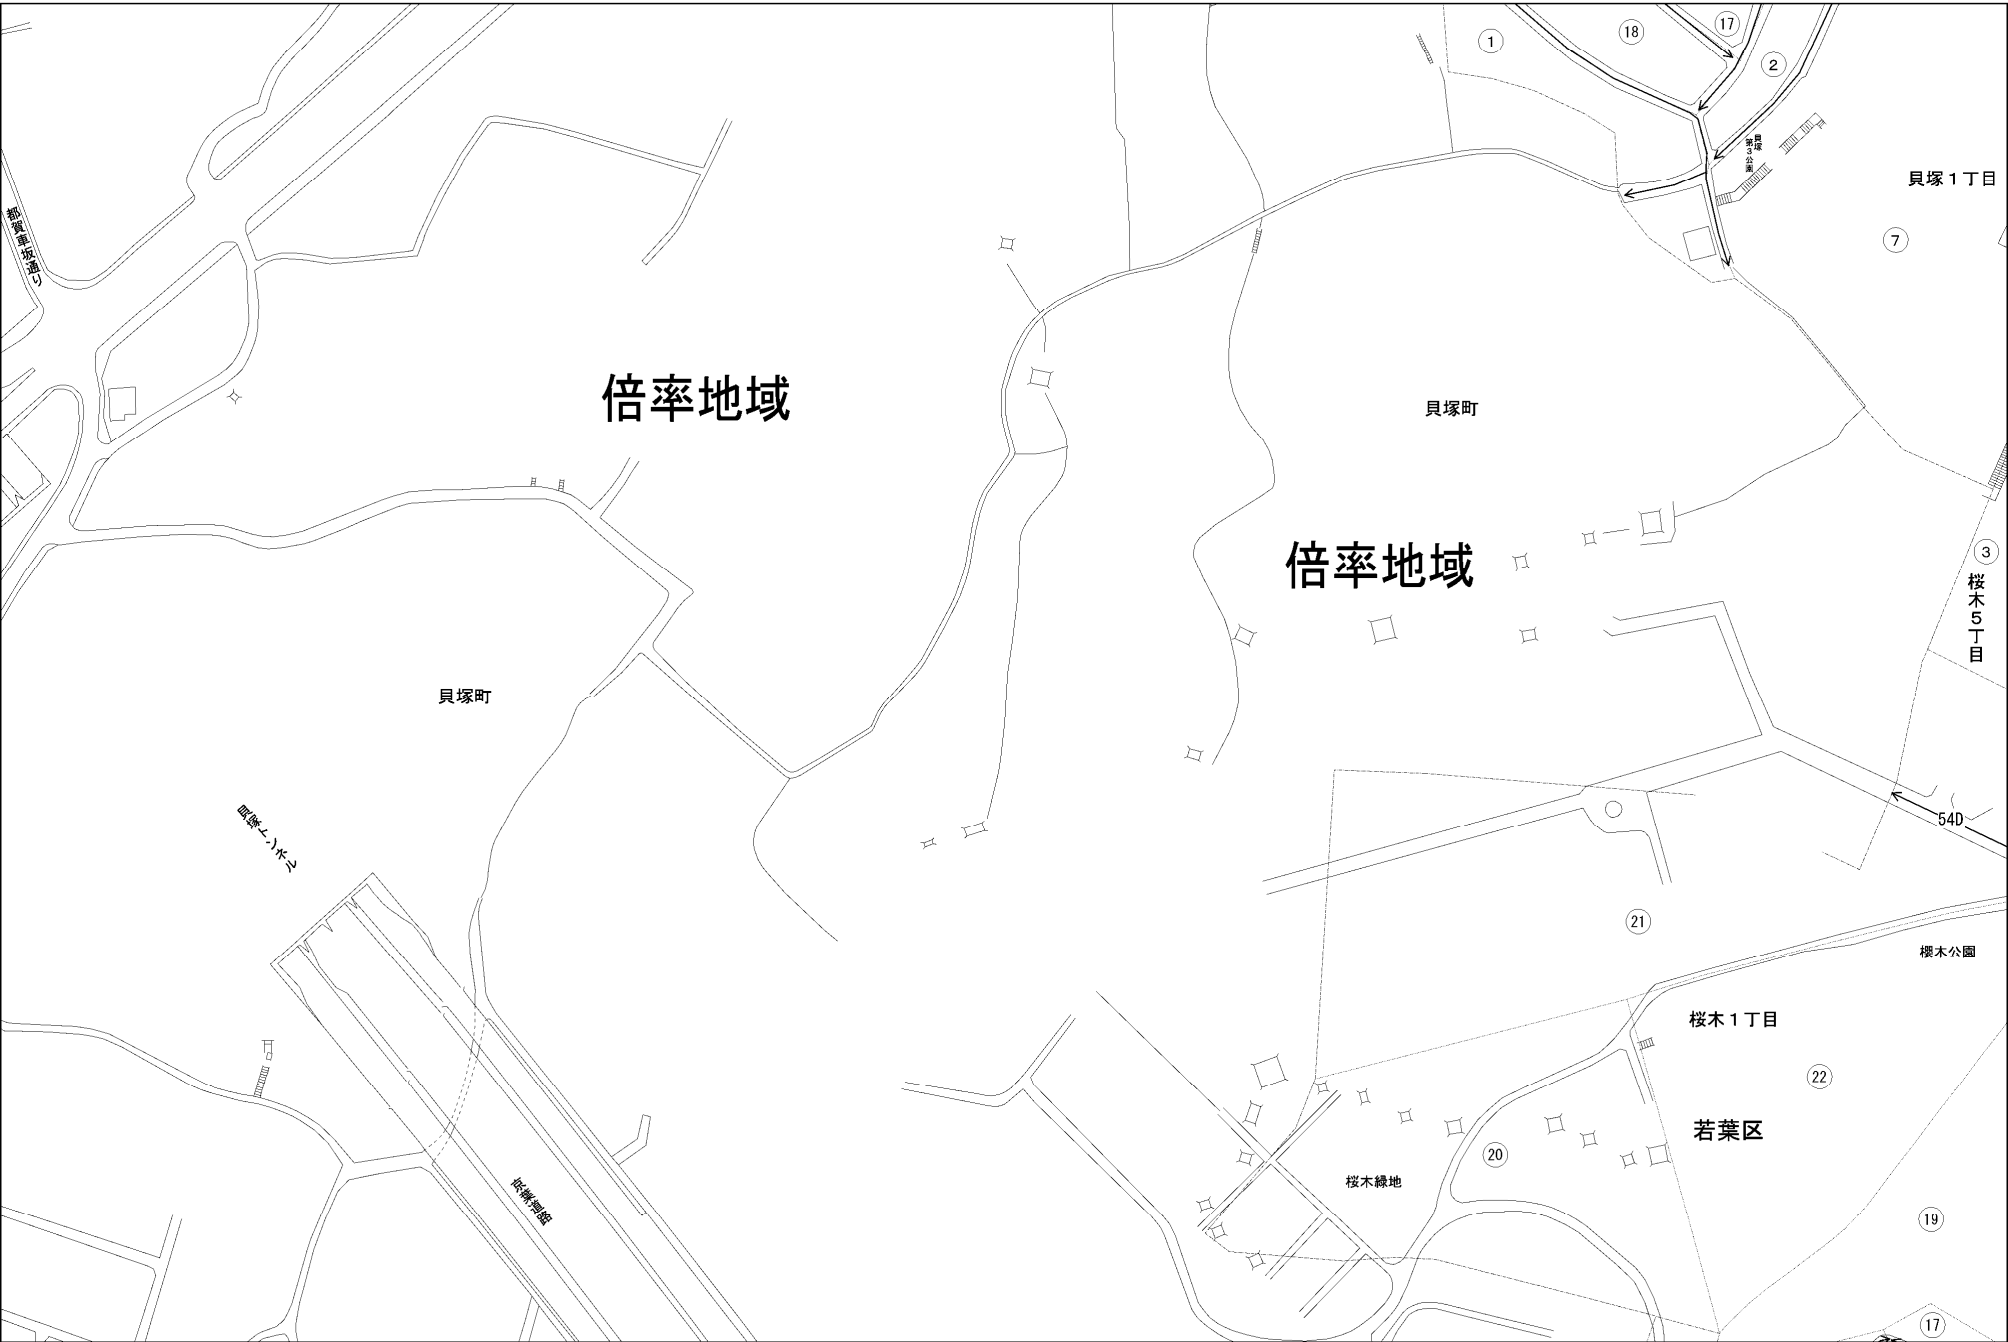 1
18
17
2
貝塚
第3公園
貝塚1丁目
7
都賀車坂通り
倍率地域
貝塚町
倍率地域
3
桜木5丁目
貝塚町
54D
貝塚トンネル
21
櫻木公園
桜木1丁目
22
若葉区
20
桜木緑地
京葉道路
19
17